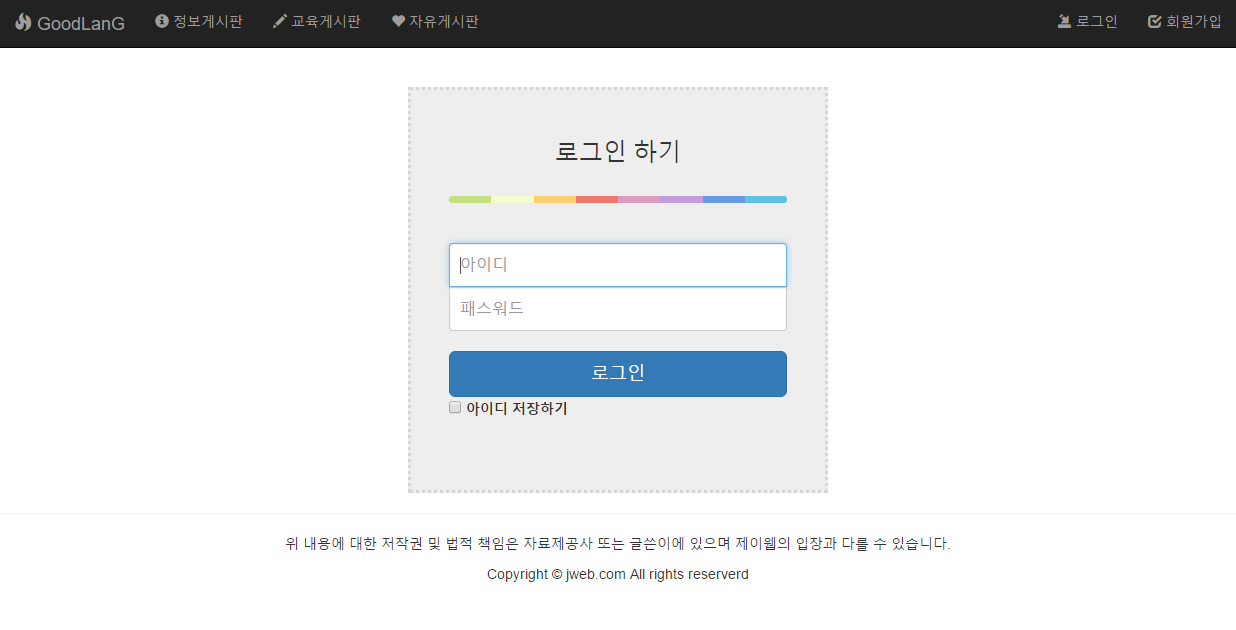 GoodLanG 정보게시판 교육게시판 자유게시판 로그인 회원가입
로그인 하기
아이디
패스워드
로그인
아이디 저장하기
위 내용에 대한 저작권 및 법적 책임은 자료제공사 또는 글쓴이에 있으며 제이웹의 입장과 다를 수 있습니다.
Copyright © jweb.com All rights reserverd